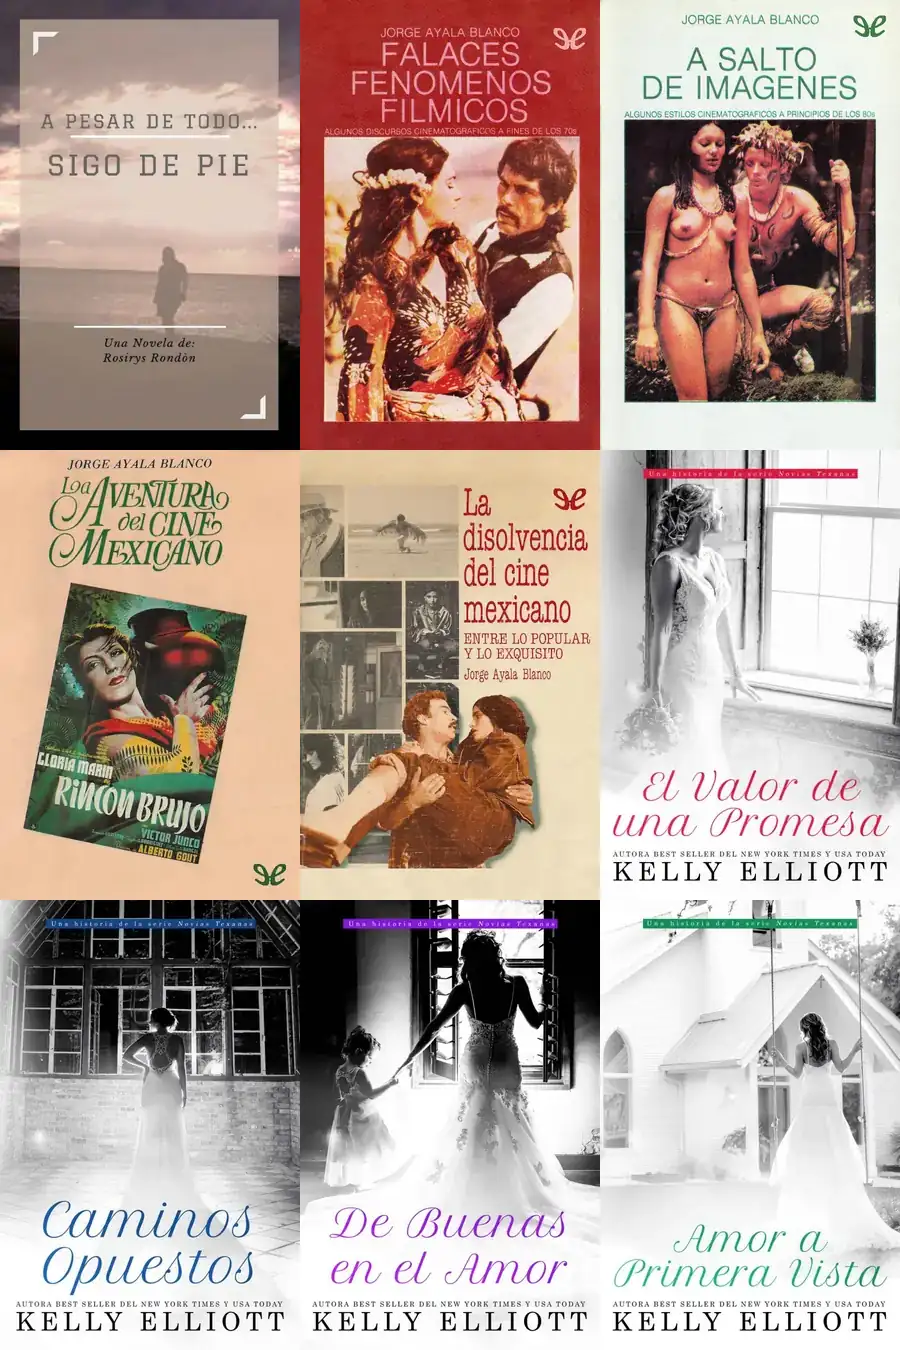 A PESAR DE TODO...
SIGO DE PIE
Una Novela de:
Rosirys Rondòn
JORGE AYALA BLANCO
FALACES
FENOMENOS
FILMICOS
ALGUNOS DISCURSOS CINEMATOGRAFICOS A FINES DE LOS 70s
JORGE AYALA BLANCO
A SALTO
DE IMAGENES
ALGUNOS ESTILOS CINEMATOGRAFICOS A PRINCIPIOS DE LOS 80s
JORGE AYALA BLANCO
La AVENTURA
del CINE
MEXICANO
GLORIA MARIN
RINCON BRUJO
VICTOR JUNCO
ALBERTO GOUT
La
disolvencia
del cine
mexicano
ENTRE LO POPULAR
Y LO EXQUISITO
Jorge Ayala Blanco
Una historia de la serie Novias Texanas
El Valor de
una Promesa
AUTORA BEST SELLER DEL NEW YORK TIMES Y USA TODAY
KELLY ELLIOTT
Una historia de la serie Novias Texanas
Caminos
Opuestos
AUTORA BEST SELLER DEL NEW YORK TIMES Y USA TODAY
KELLY ELLIOTT
Una historia de la serie Novias Texanas
De Buenas
en el Amor
AUTORA BEST SELLER DEL NEW YORK TIMES Y USA TODAY
KELLY ELLIOTT
Una historia de la serie Novias Texanas
Amor a
Primera Vista
AUTORA BEST SELLER DEL NEW YORK TIMES Y USA TODAY
KELLY ELLIOTT